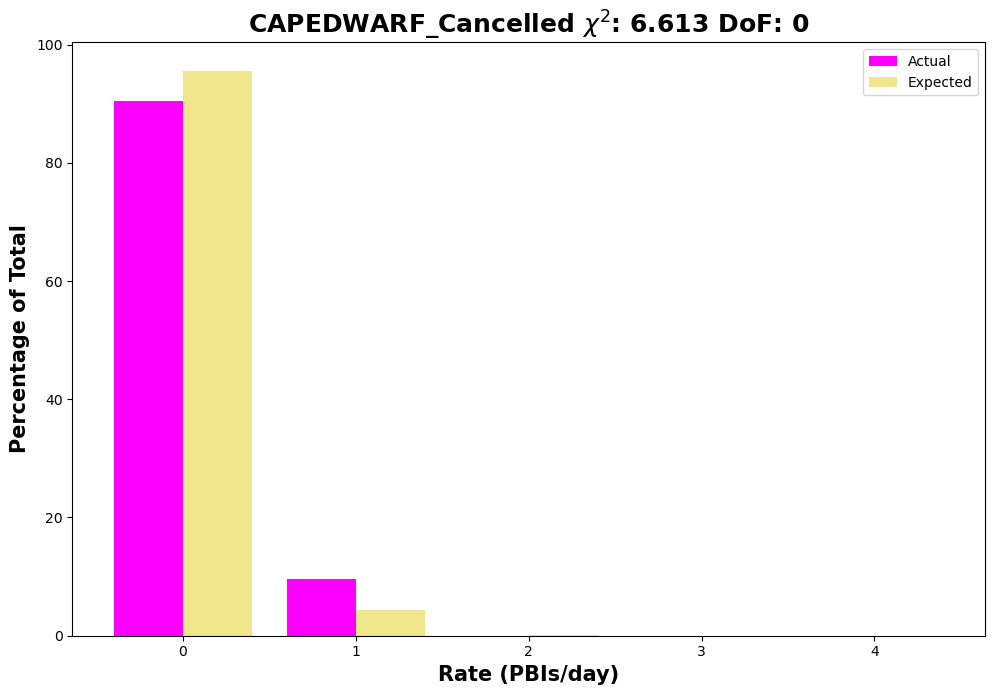 CAPEDWARF_Cancelled χ²: 6.613 DoF: 0
Actual
Expected
Percentage of Total
100
80
60
40
20
0
0 1 2 3 4
Rate (PBIs/day)